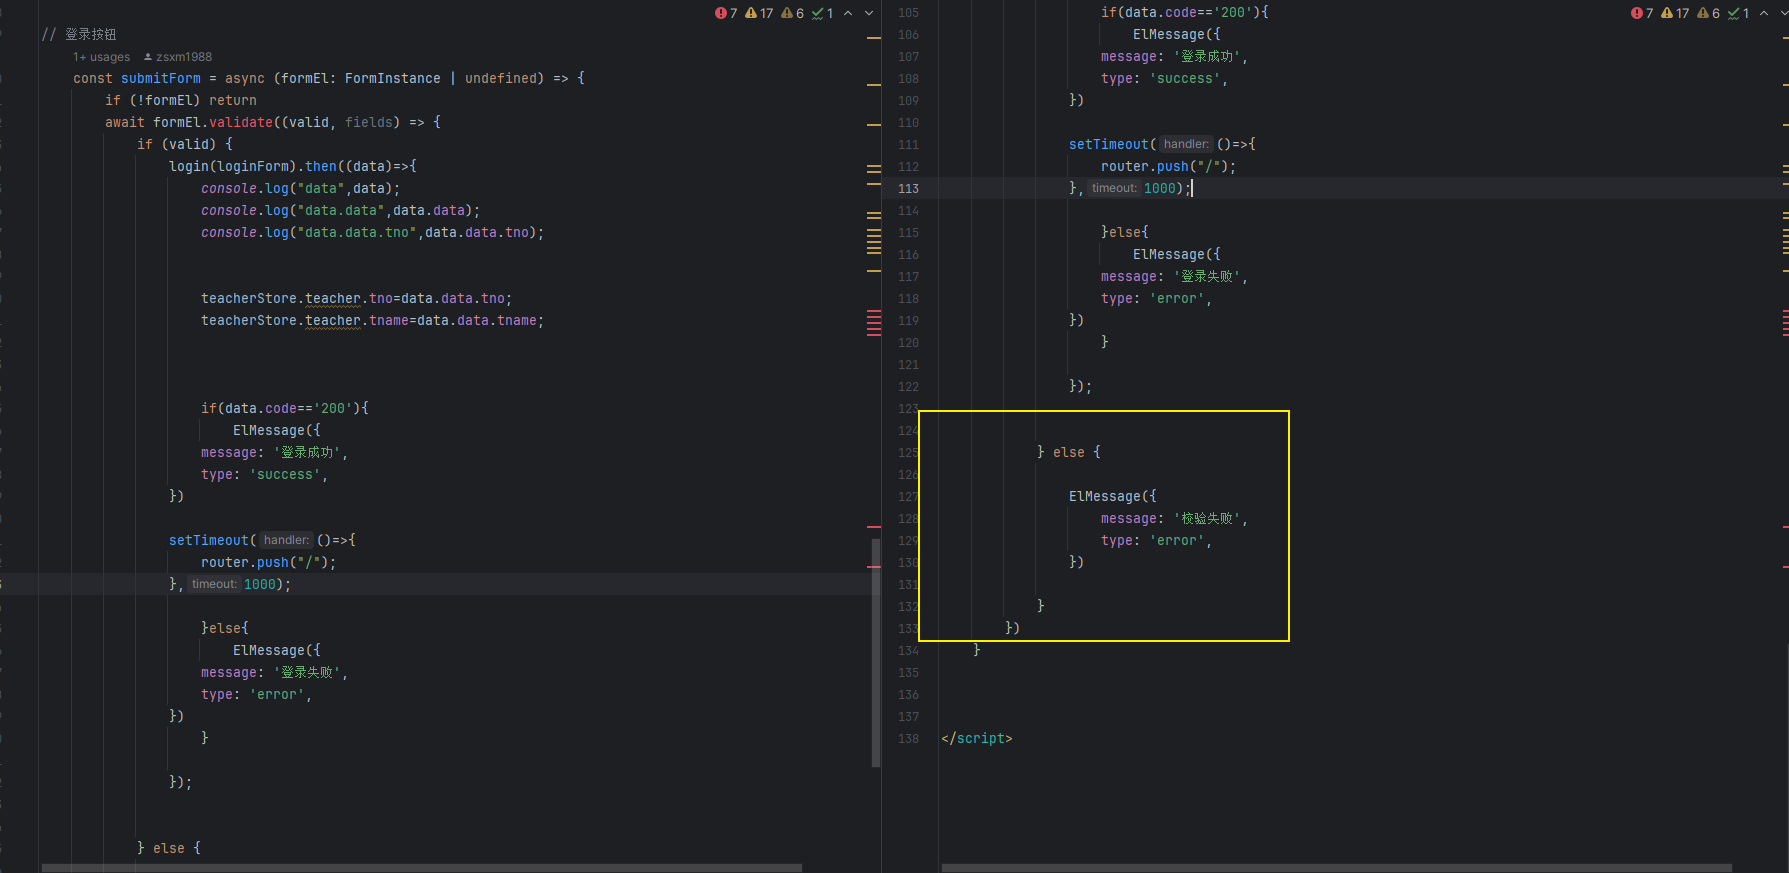 7 17 6 1
// 登录按钮
1+ usages zsxm1988
const submitForm = async (formEl: FormInstance | undefined) => {
if (!formEl) return
await formEl.validate((valid, fields) => {
if (valid) {
login(loginForm).then((data)=>{
console.log("data",data);
console.log("data.data",data.data);
console.log("data.data.tno",data.data.tno);
teacherStore.teacher.tno=data.data.tno;
teacherStore.teacher.tname=data.data.tname;
if(data.code=='200'){
ElMessage({
message: '登录成功',
type: 'success',
})
setTimeout( handler: ()=>{
router.push("/");
}, timeout: 1000);
}else{
ElMessage({
message: '登录失败',
type: 'error',
})
}
});
} else {
7 17 6 1
105 if(data.code=='200'){
106 ElMessage({
107 message: '登录成功',
108 type: 'success',
109 })
110
111 setTimeout( handler: ()=>{
112 router.push("/");
113 }, timeout: 1000);
114
115 }else{
116 ElMessage({
117 message: '登录失败',
118 type: 'error',
119 })
120 }
121
122 });
123
124
125 } else {
126
127 ElMessage({
128 message: '校验失败',
129 type: 'error',
130 })
131
132 }
133 })
134 }
135
136
137
138 </script>